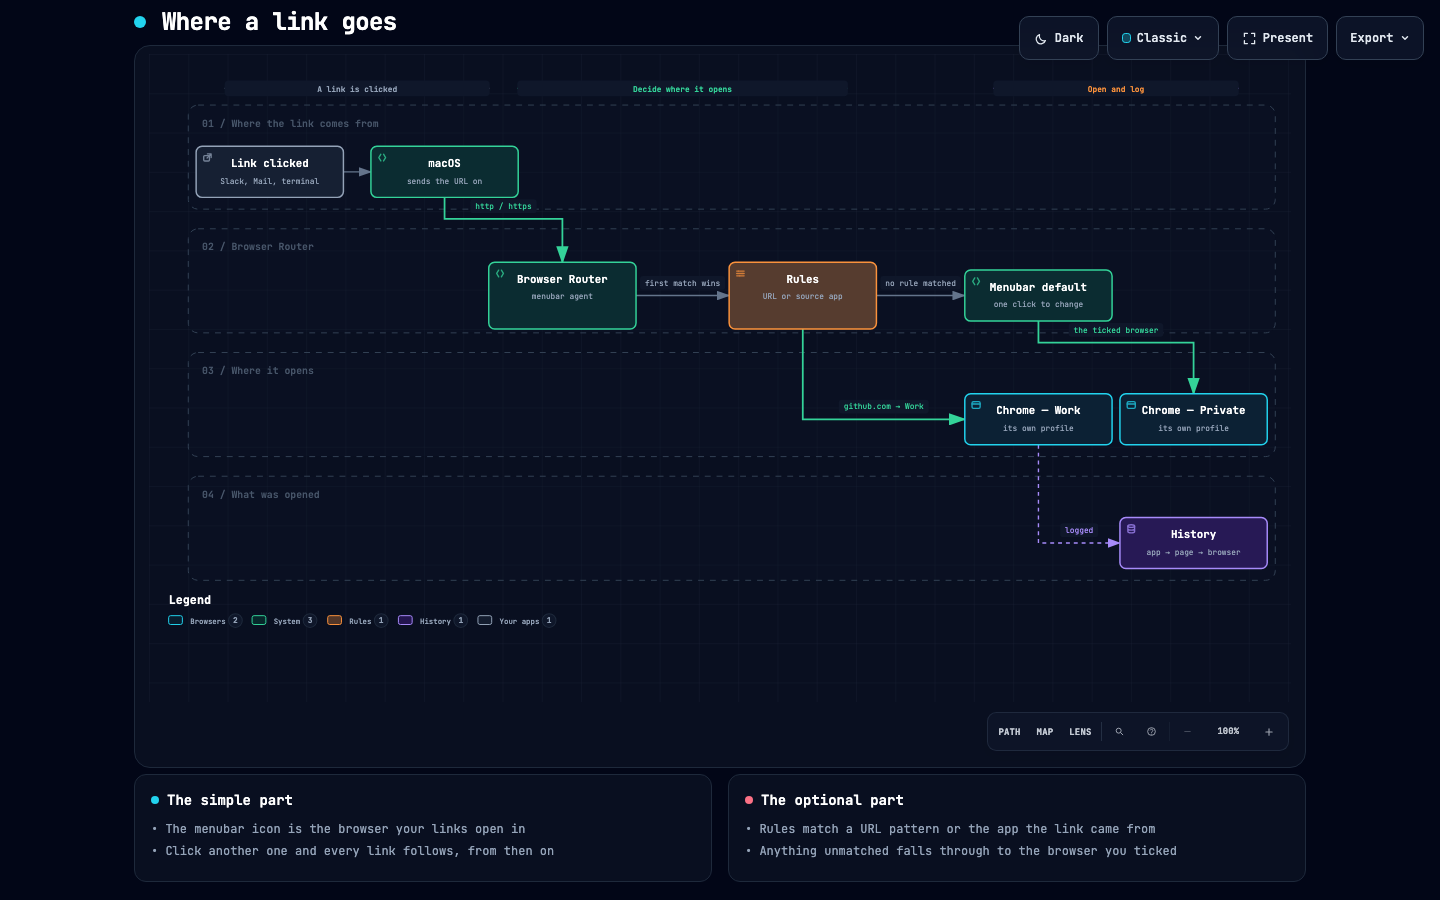 Where a link goes
Dark
Classic
Present
Export
A link is clicked
Decide where it opens
Open and log
01 / Where the link comes from
Link clicked
Slack, Mail, terminal
macOS
sends the URL on
http / https
02 / Browser Router
Browser Router
menubar agent
first match wins
Rules
URL or source app
no rule matched
Menubar default
one click to change
the ticked browser
03 / Where it opens
github.com → Work
Chrome — Work
its own profile
Chrome — Private
its own profile
04 / What was opened
logged
History
app → page → browser
Legend
Browsers 2
System 3
Rules 1
History 1
Your apps 1
PATH
MAP
LENS
− 100% +
The simple part
• The menubar icon is the browser your links open in
• Click another one and every link follows, from then on
The optional part
• Rules match a URL pattern or the app the link came from
• Anything unmatched falls through to the browser you ticked